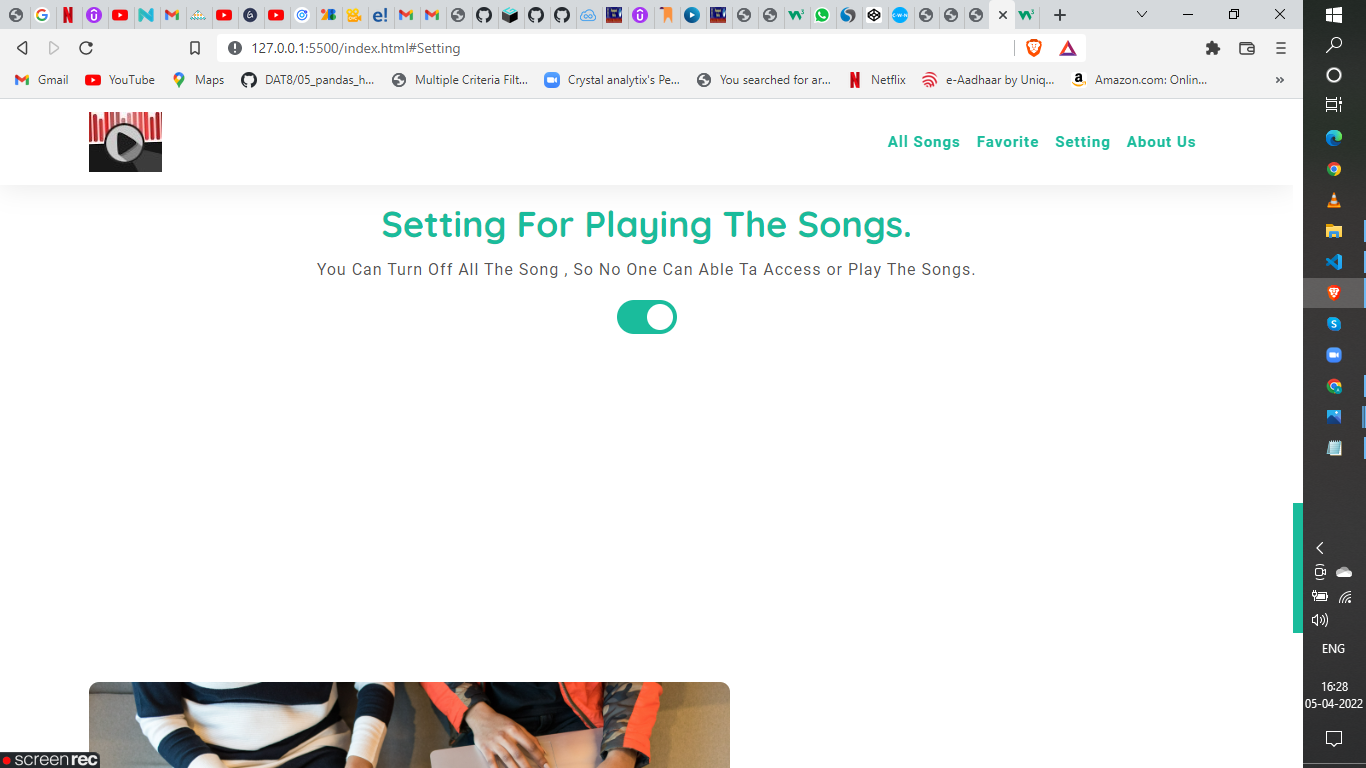 127.0.0.1:5500/index.html#Setting
Gmail
YouTube
Maps
DAT8/05_pandas_h...
Multiple Criteria Filt...
Crystal analytix's Pe...
You searched for ar...
Netflix
e-Aadhaar by Uniq...
Amazon.com: Onlin...
»
All Songs
Favorite
Setting
About Us
Setting For Playing The Songs.
You Can Turn Off All The Song , So No One Can Able Ta Access or Play The Songs.
ENG
16:28
05-04-2022
screenrec